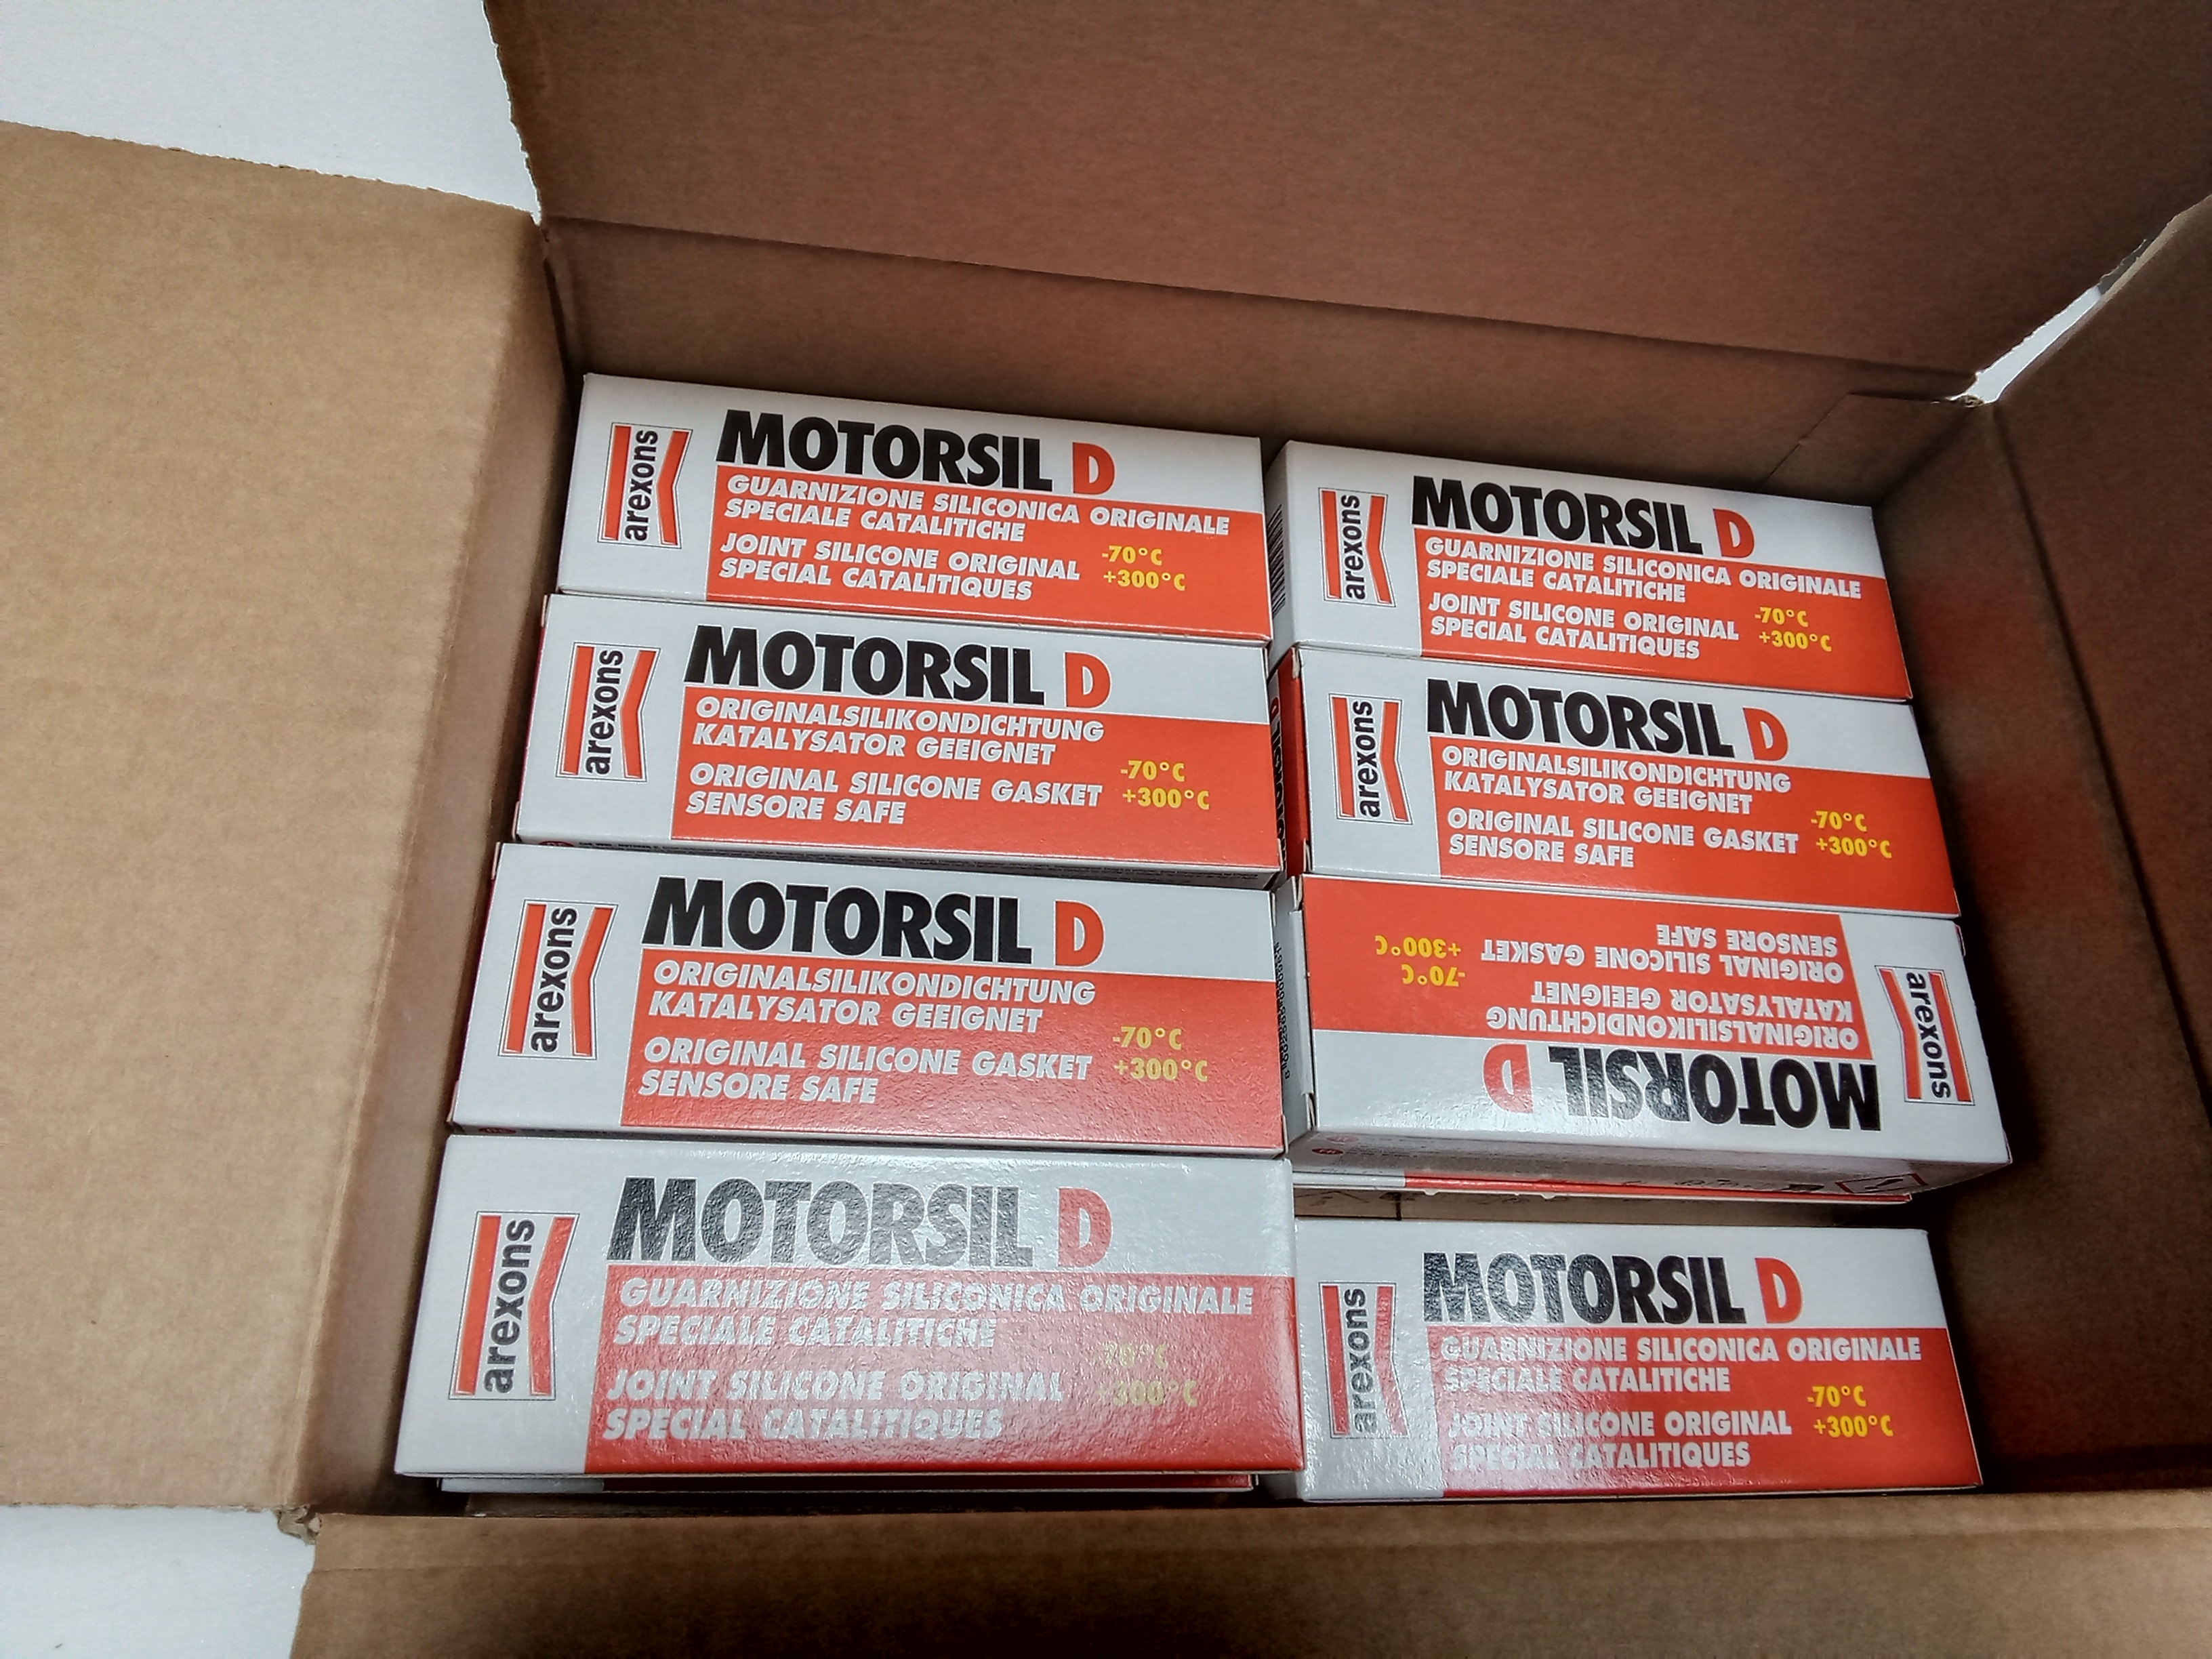 arexons
MOTORSIL D
GUARNIZIONE SILICONICA ORIGINALE
SPECIALE CATALITICHE
JOINT SILICONE ORIGINAL
SPECIAL CATALITIQUES
-70°C
+300°C
arexons
MOTORSIL D
GUARNIZIONE SILICONICA ORIGINALE
SPECIALE CATALITICHE
JOINT SILICONE ORIGINAL
SPECIAL CATALITIQUES
-70°C
+300°C
arexons
MOTORSIL D
ORIGINALSILIKONDICHTUNG
KATALYSATOR GEEIGNET
ORIGINAL SILICONE GASKET
SENSORE SAFE
-70°C
+300°C
arexons
MOTORSIL D
ORIGINALSILIKONDICHTUNG
KATALYSATOR GEEIGNET
ORIGINAL SILICONE GASKET
SENSORE SAFE
-70°C
+300°C
arexons
MOTORSIL D
ORIGINALSILIKONDICHTUNG
KATALYSATOR GEEIGNET
ORIGINAL SILICONE GASKET
SENSORE SAFE
-70°C
+300°C
arexons
MOTORSIL D
ORIGINALSILIKONDICHTUNG
KATALYSATOR GEEIGNET
ORIGINAL SILICONE GASKET
SENSORE SAFE
-70°C
+300°C
arexons
MOTORSIL D
GUARNIZIONE SILICONICA ORIGINALE
SPECIALE CATALITICHE
JOINT SILICONE ORIGINAL
SPECIAL CATALITIQUES
-70°C
+300°C
arexons
MOTORSIL D
GUARNIZIONE SILICONICA ORIGINALE
SPECIALE CATALITICHE
JOINT SILICONE ORIGINAL
SPECIAL CATALITIQUES
-70°C
+300°C